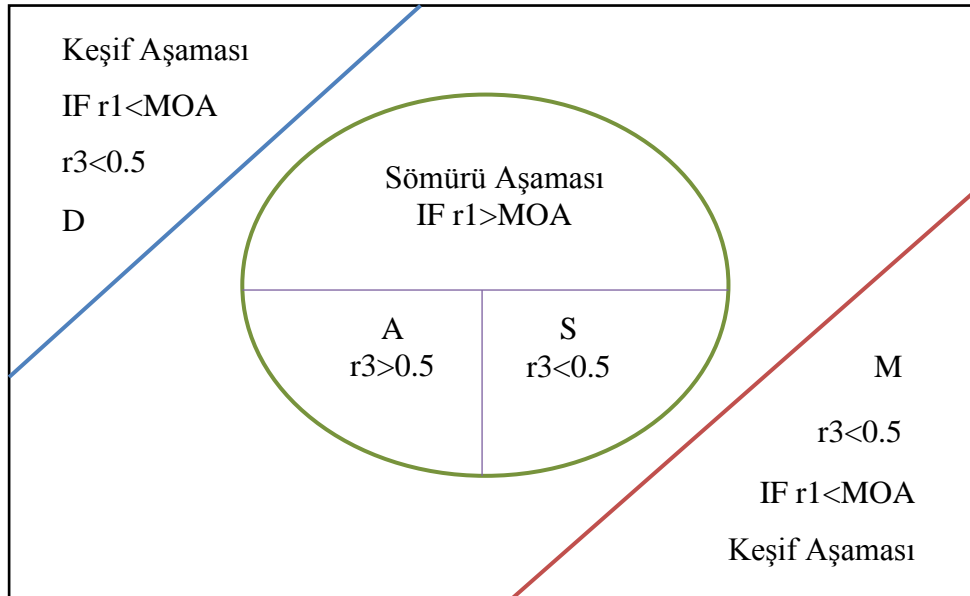 Keşif Aşaması
IF r1<MOA
r3<0.5
D
Sömürü Aşaması
IF r1>MOA
A
r3>0.5
S
r3<0.5
M
r3<0.5
IF r1<MOA
Keşif Aşaması